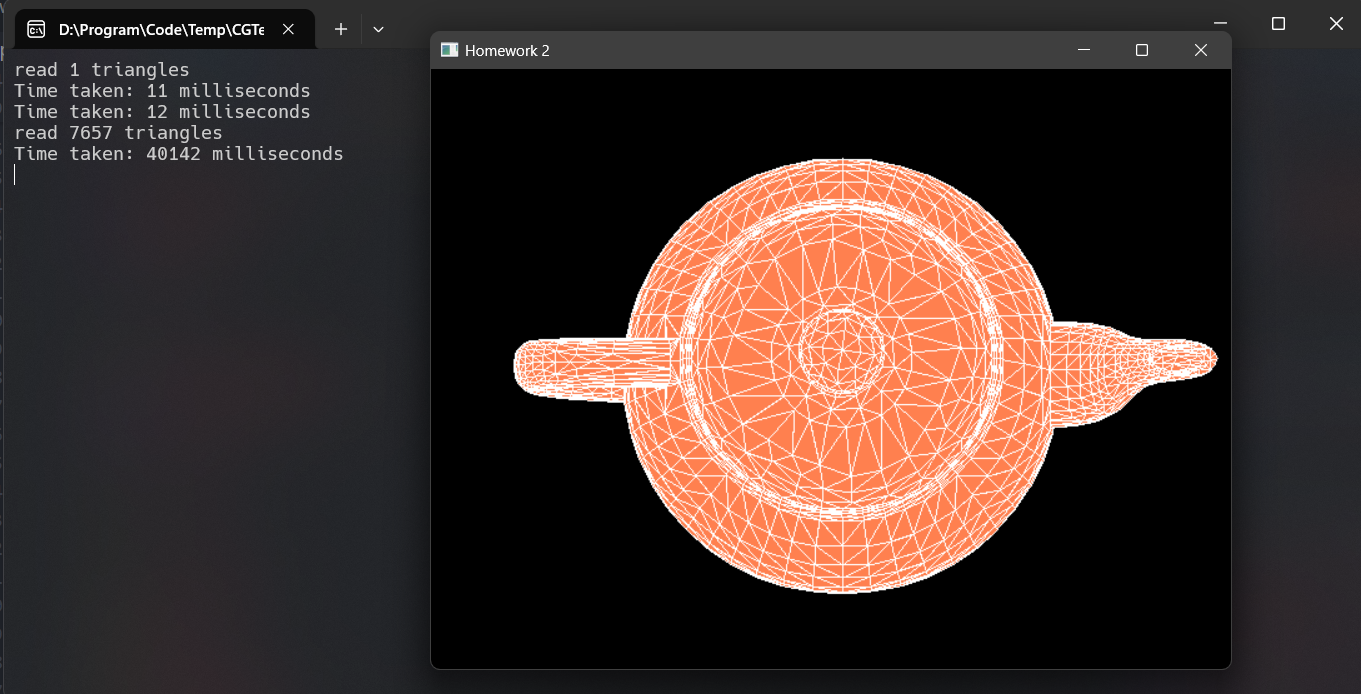 D:\Program\Code\Temp\CGTe
read 1 triangles
Time taken: 11 milliseconds
Time taken: 12 milliseconds
read 7657 triangles
Time taken: 40142 milliseconds
Homework 2